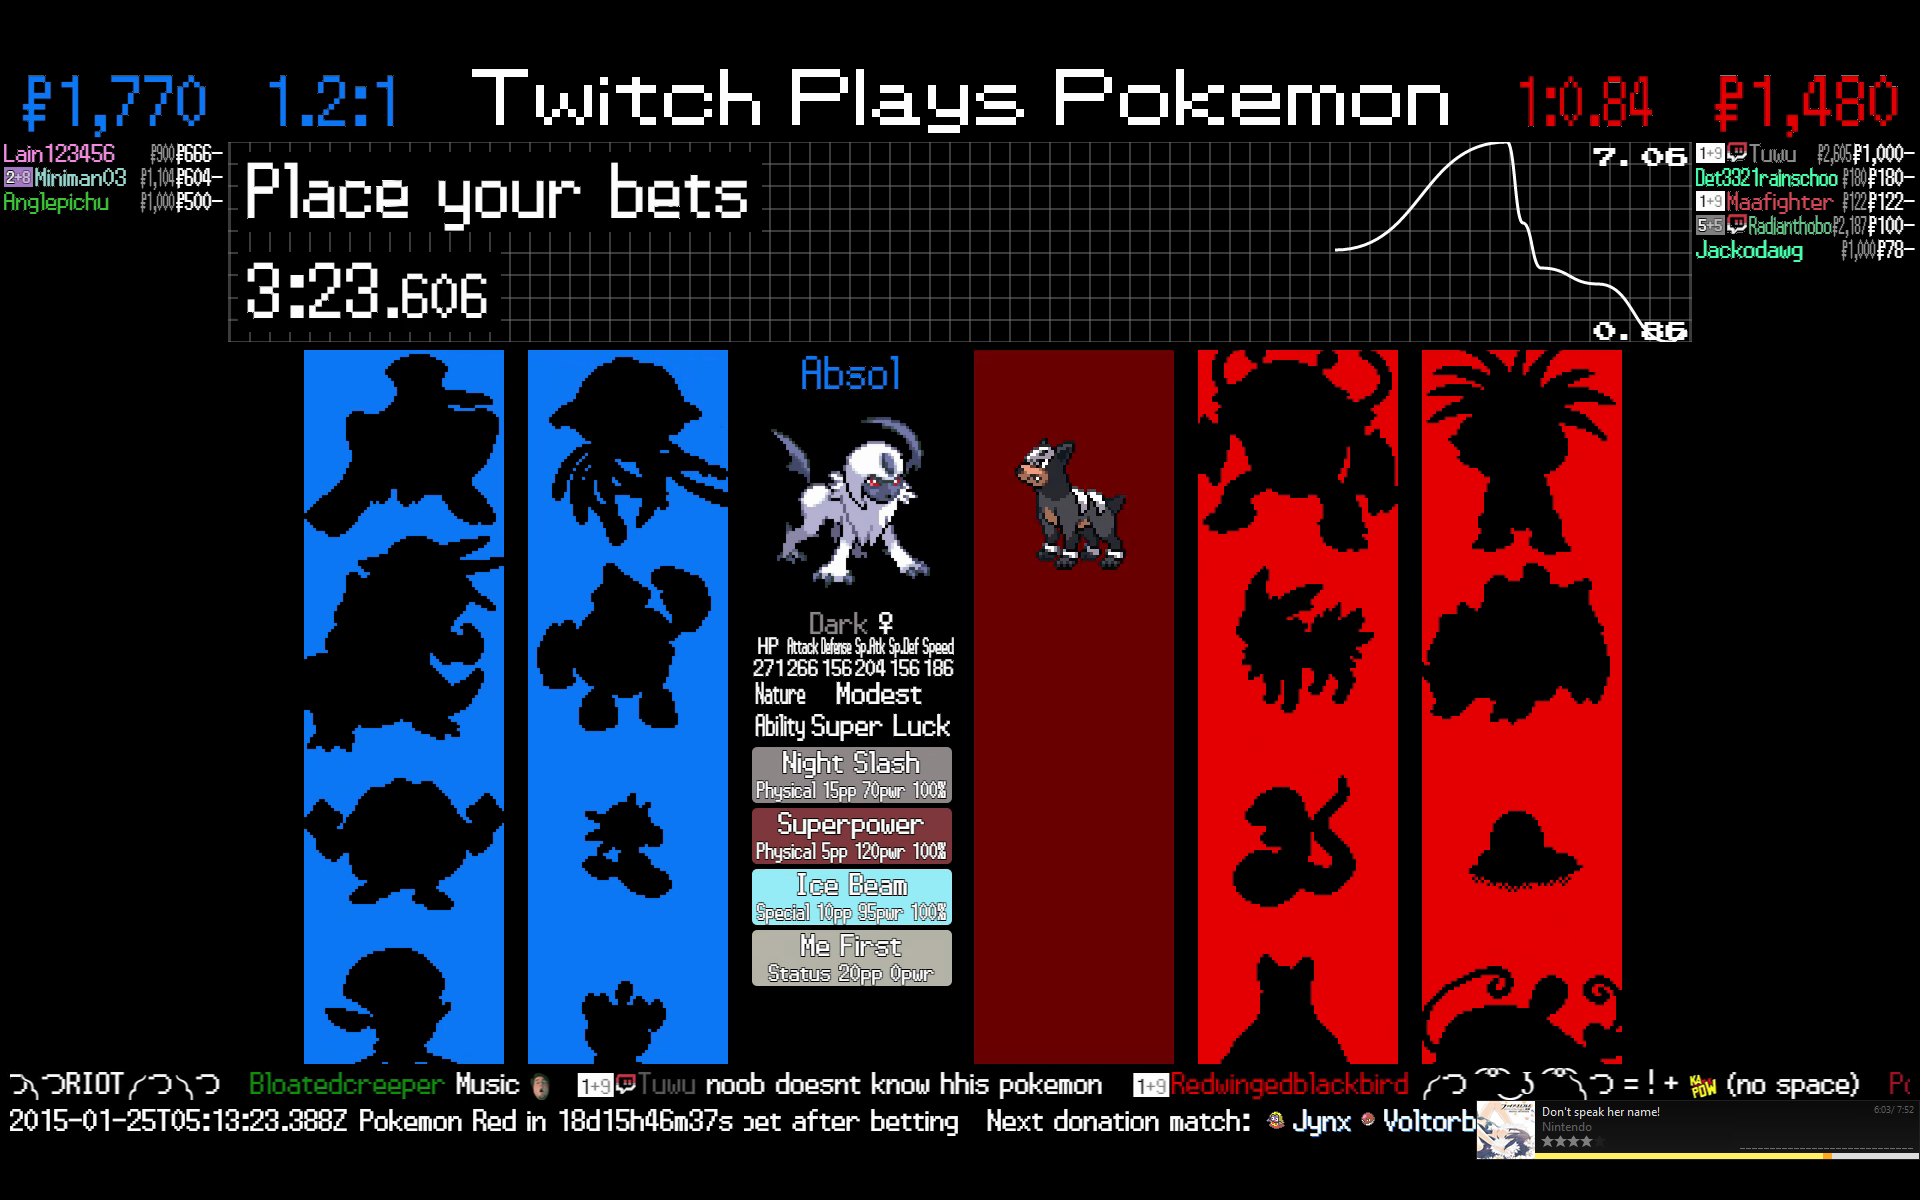 ₽1,770 1.2:1 Twitch Plays Pokemon 1:0.84 ₽1,480
Lain123456 ₽900 ₽666-
2+8 Miniman03 ₽1,104 ₽604-
Anglepichu ₽1,000 ₽500-
Place your bets
3:23.606
7.06
0.86
1+9 Tuwu ₽2,605 ₽1,000-
Det3321rainschoo ₽180 ₽180-
1+9 Maafighter ₽122 ₽122-
5+5 Radianthobo ₽2,187 ₽100-
Jackodawg ₽1,000 ₽78-
Absol
Dark ♀
HP Attack Defense Sp.Atk Sp.Def Speed
271 266 156 204 156 186
Nature Modest
Ability Super Luck
Night Slash
Physical 15pp 70pwr 100%
Superpower
Physical 5pp 120pwr 100%
Ice Beam
Special 10pp 95pwr 100%
Me First
Status 20pp 0pwr
RIOT Bloatedcreeper Music 1+9 Tuwu noob doesnt know hhis pokemon 1+9 Redwingedblackbird = ! + KAPOW (no space)
2015-01-25T05:13:23.388Z Pokemon Red in 18d15h46m37s bet after betting Next donation match: Jynx Voltorb
Don't speak her name! 6:03/ 7:52
Nintendo